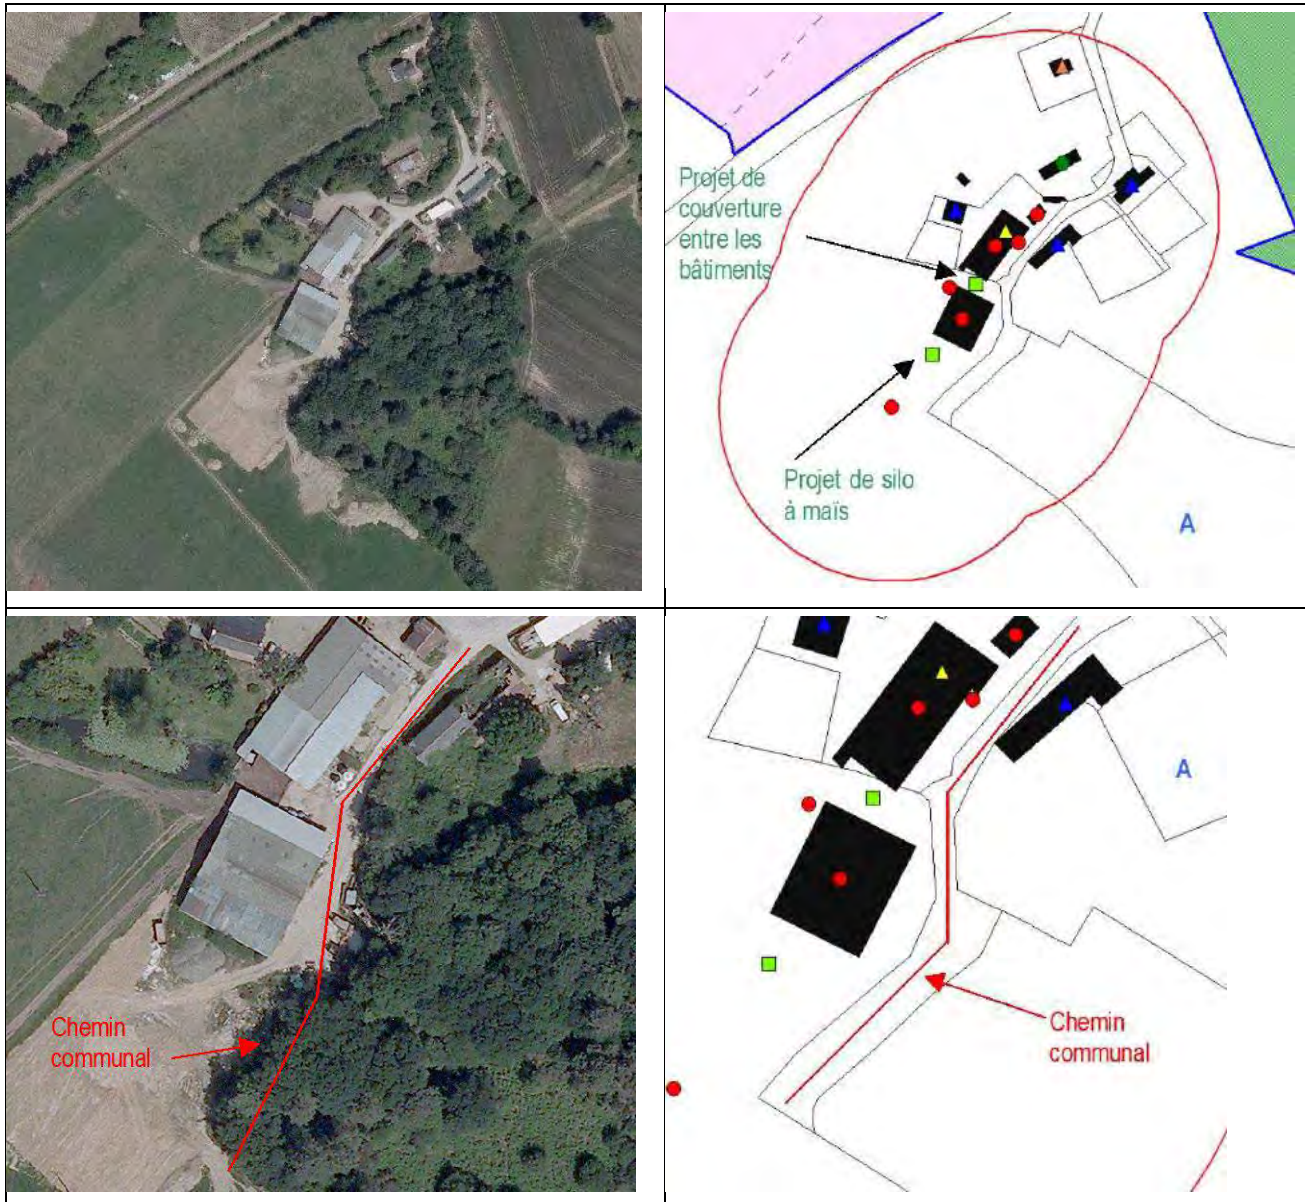 Projet de
couverture
entre les
bâtiments
Projet de silo
à maïs
A
Chemin
communal
A
Chemin
communal